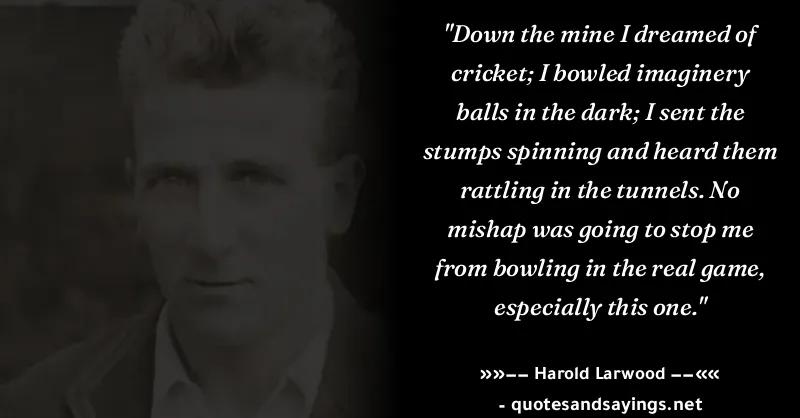 "Down the mine I dreamed of
cricket; I bowled imaginery
balls in the dark; I sent the
stumps spinning and heard them
rattling in the tunnels. No
mishap was going to stop me
from bowling in the real game,
especially this one."
»»-- Harold Larwood --««
- quotesandsayings.net